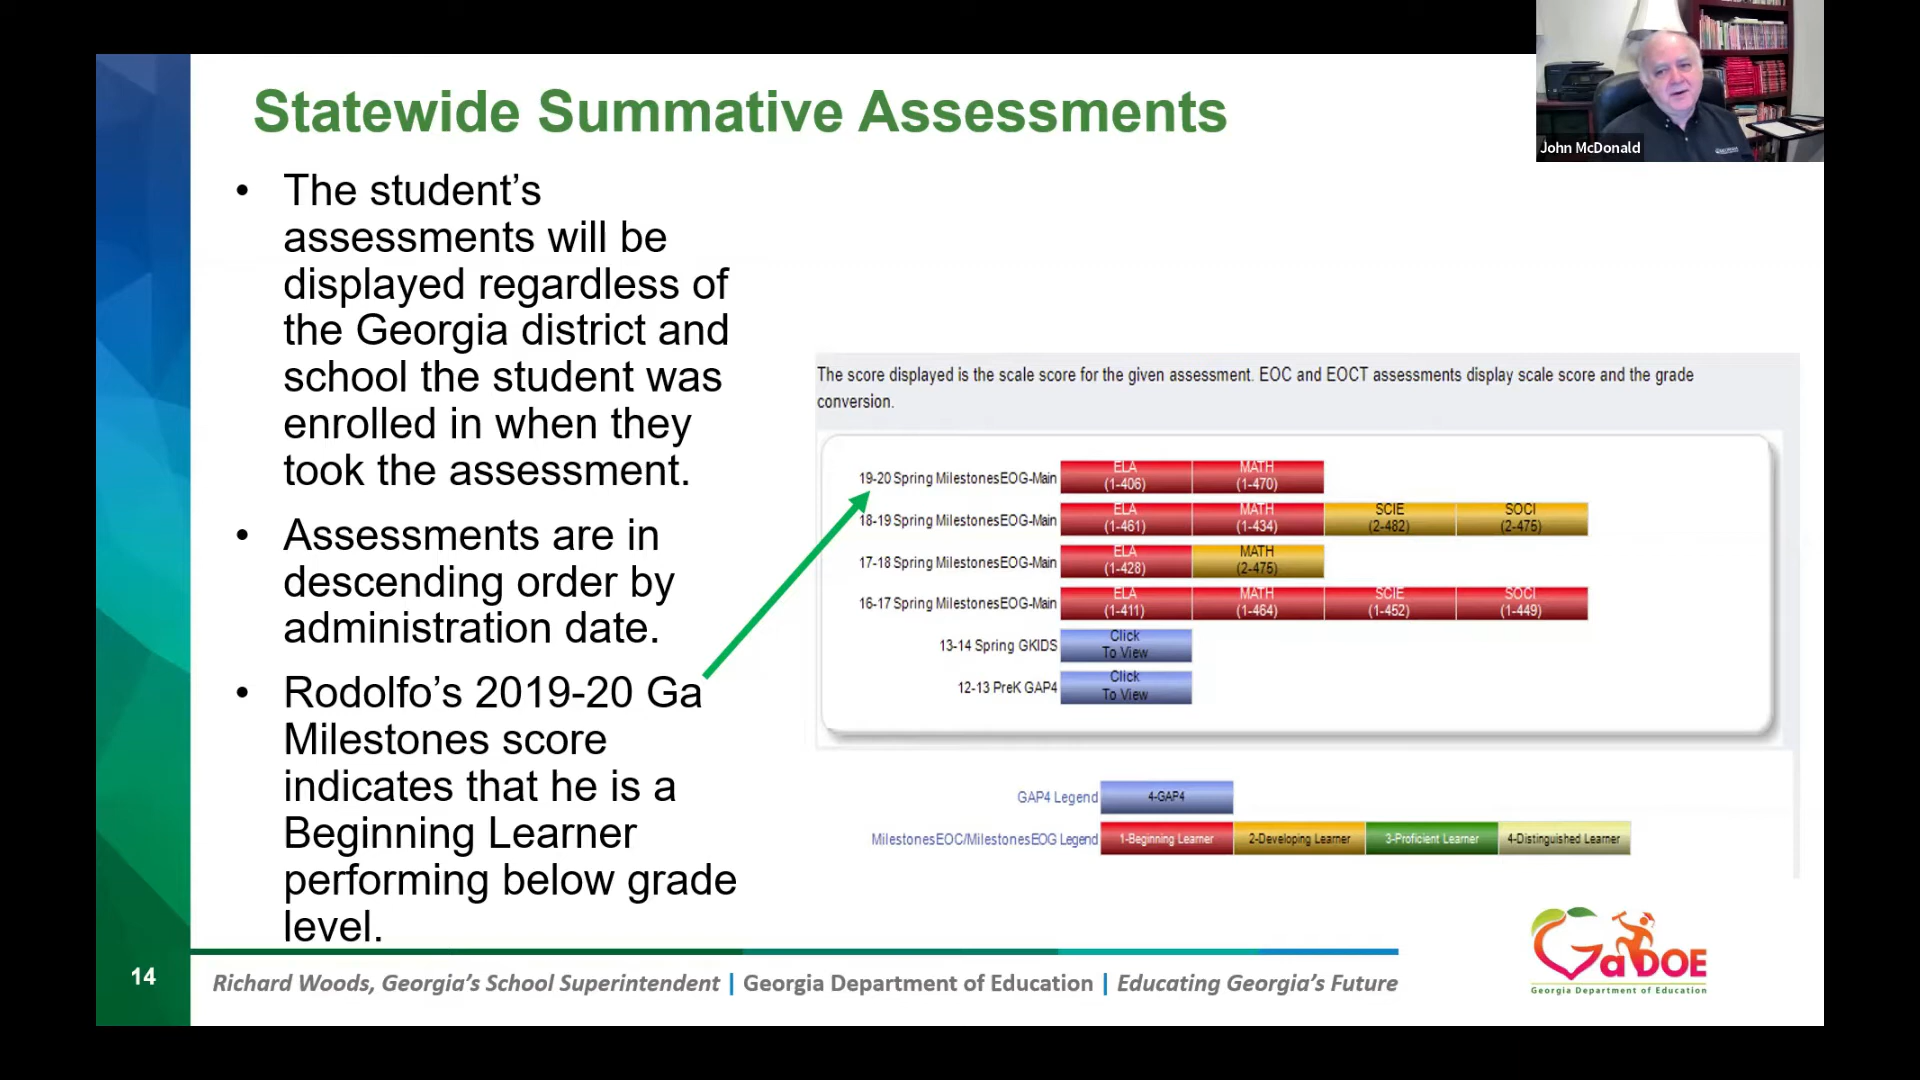 John McDonald
Statewide Summative Assessments
• The student’s
assessments will be
displayed regardless of
the Georgia district and
school the student was
enrolled in when they
took the assessment.
• Assessments are in
descending order by
administration date.
• Rodolfo’s 2019-20 Ga
Milestones score
indicates that he is a
Beginning Learner
performing below grade
level.
The score displayed is the scale score for the given assessment. EOC and EOCT assessments display scale score and the grade
conversion.
19-20 Spring MilestonesEOG-Main ELA (1-406) MATH (1-470)
18-19 Spring MilestonesEOG-Main ELA (1-461) MATH (1-434) SCIE (2-482) SOCI (2-475)
17-18 Spring MilestonesEOG-Main ELA (1-428) MATH (2-475)
16-17 Spring MilestonesEOG-Main ELA (1-411) MATH (1-464) SCIE (1-452) SOCI (1-449)
13-14 Spring GKIDS Click To View
12-13 PreK GAP4 Click To View
GAP4 Legend 4-GAP4
MilestonesEOC/MilestonesEOG Legend 1-Beginning Learner 2-Developing Learner 3-Proficient Learner 4-Distinguished Learner
14
Richard Woods, Georgia’s School Superintendent | Georgia Department of Education | Educating Georgia’s Future
GaDOE
Georgia Department of Education